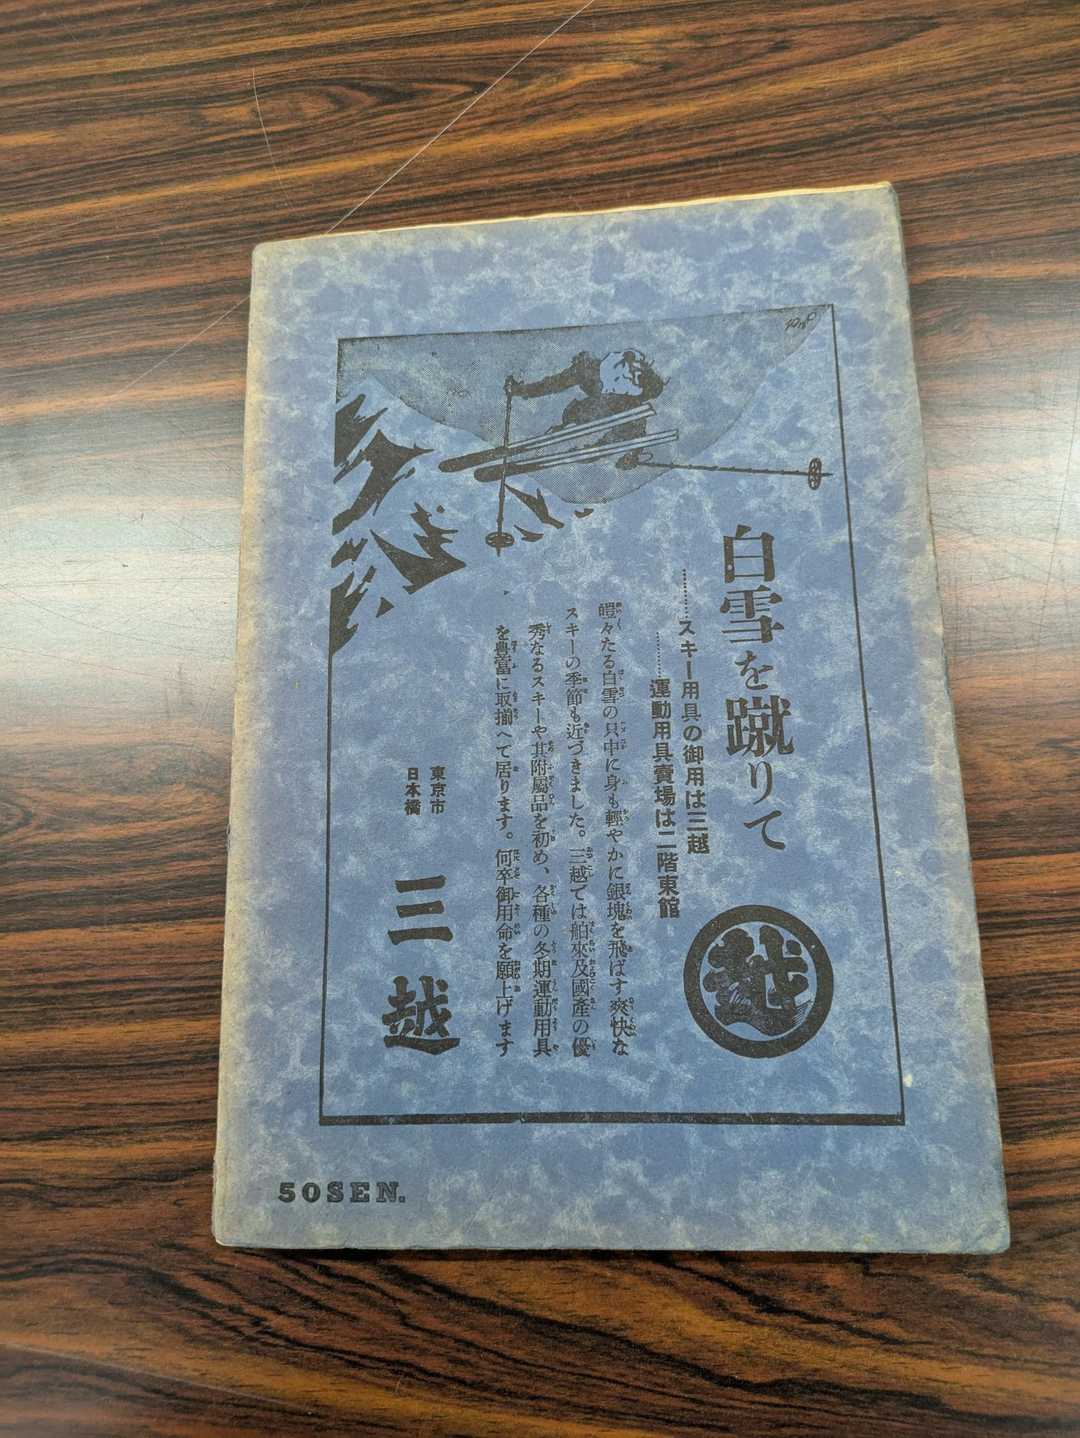 白雪を蹴りて
スキー用具の御用は三越
運動用具賣場は二階東館
皚々たる白雪の只中に身も輕やかに銀塊を飛ばす爽快な
スキーの季節も近づきました。三越では舶來及國產の優
秀なるスキーや其附屬品を初め、各種の冬期運動用具
を豊富に取揃へて居ります。何卒御用命を願上げます
東京市
日本橋
三越
越
50SEN.